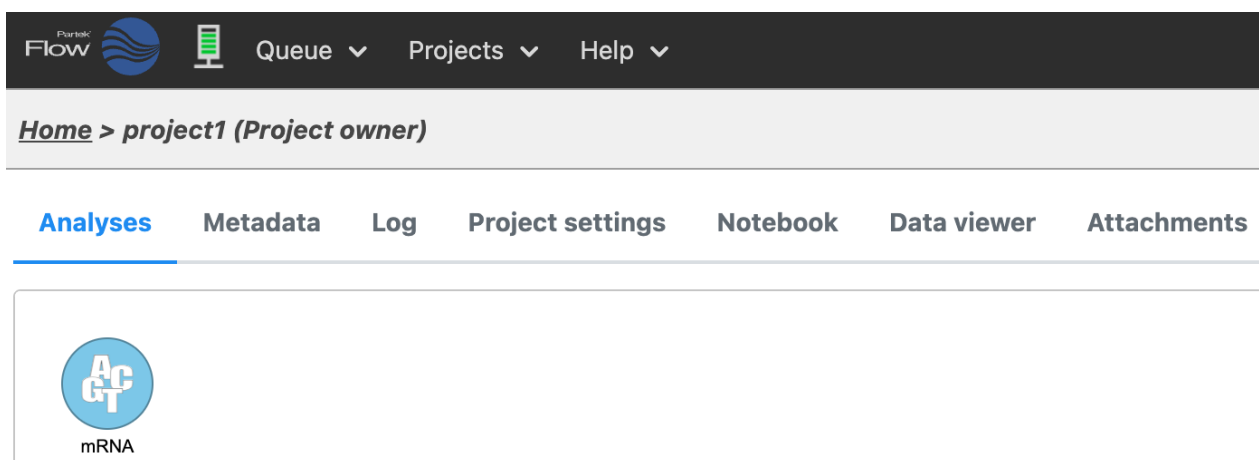 Partek
Flow
Queue Projects Help
Home > project1 (Project owner)
Analyses Metadata Log Project settings Notebook Data viewer Attachments
ACGT
mRNA